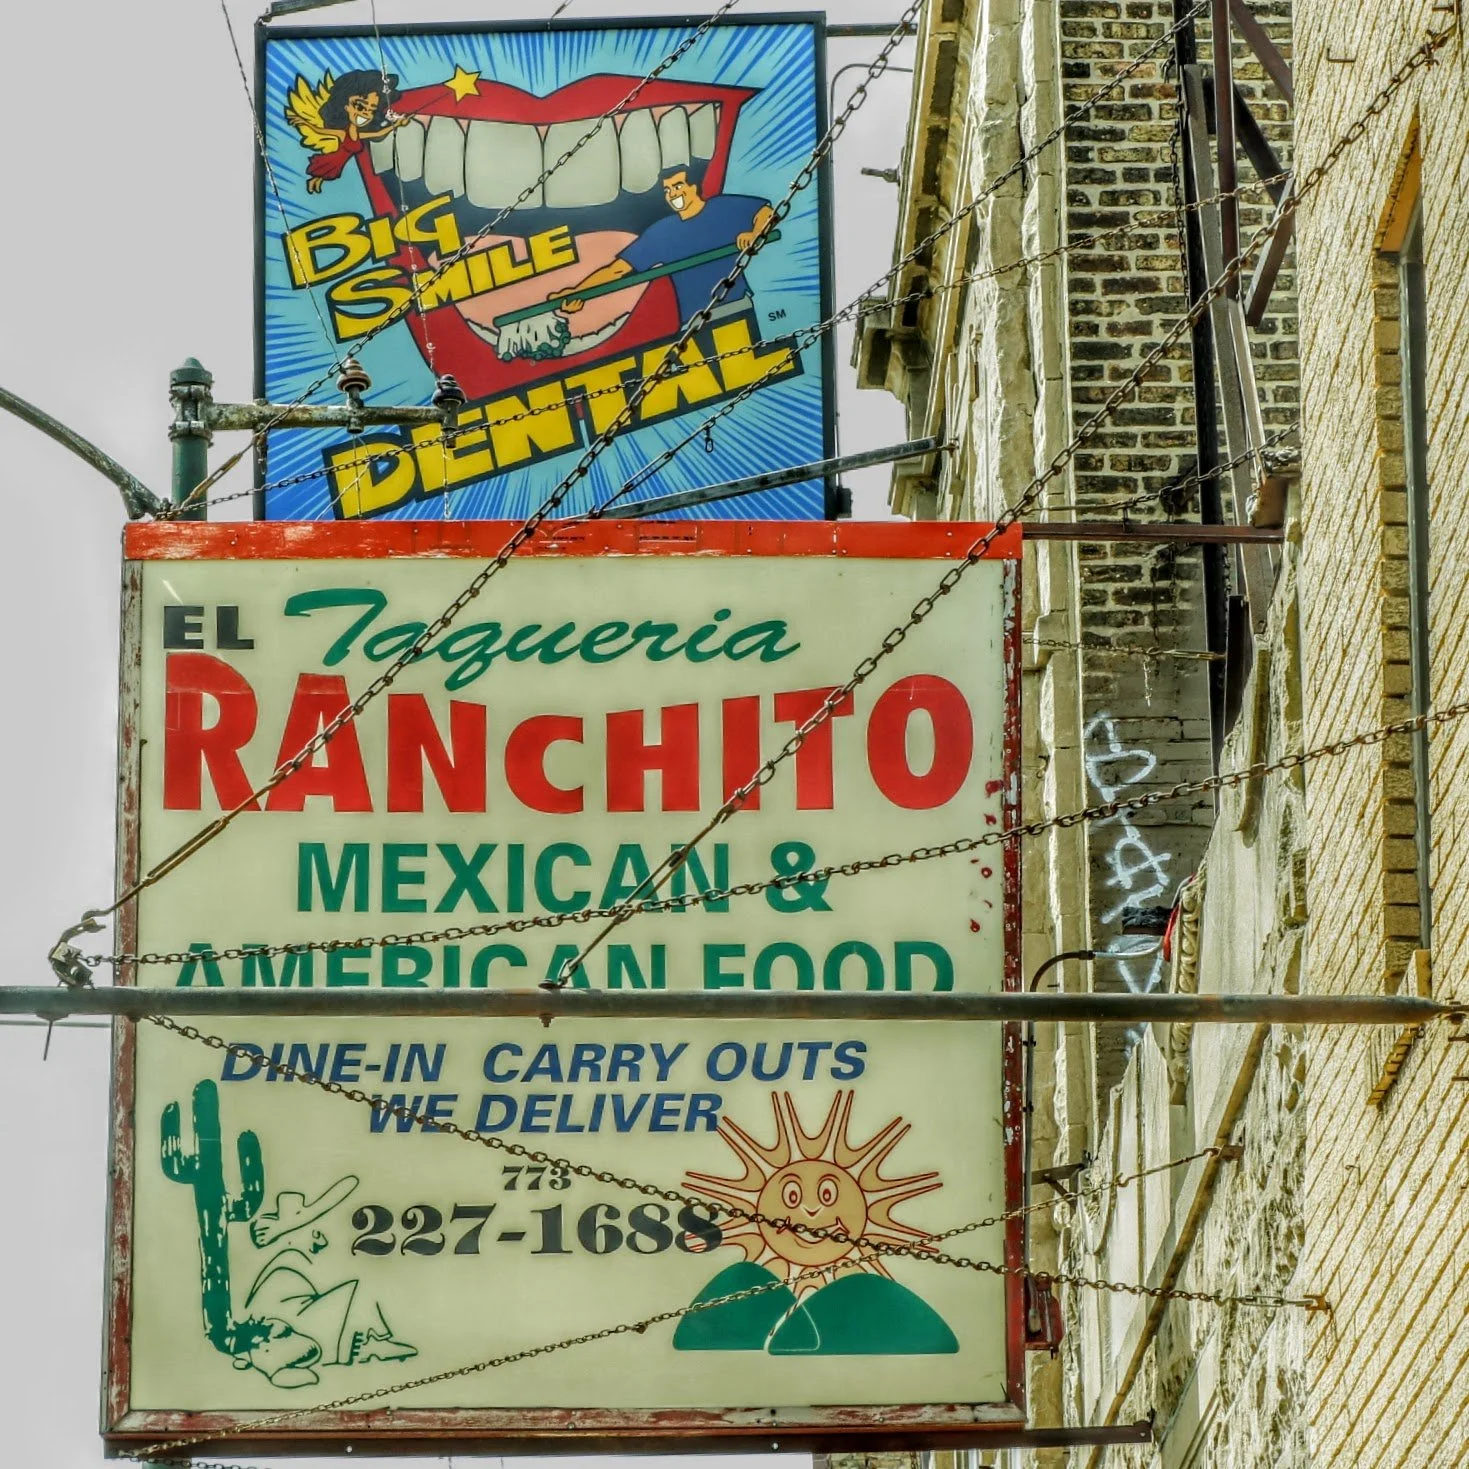 BIG
SMILE
DENTAL
SM
EL Taqueria
RANCHITO
MEXICAN &
AMERICAN FOOD
DINE-IN CARRY OUTS
WE DELIVER
773
227-1688